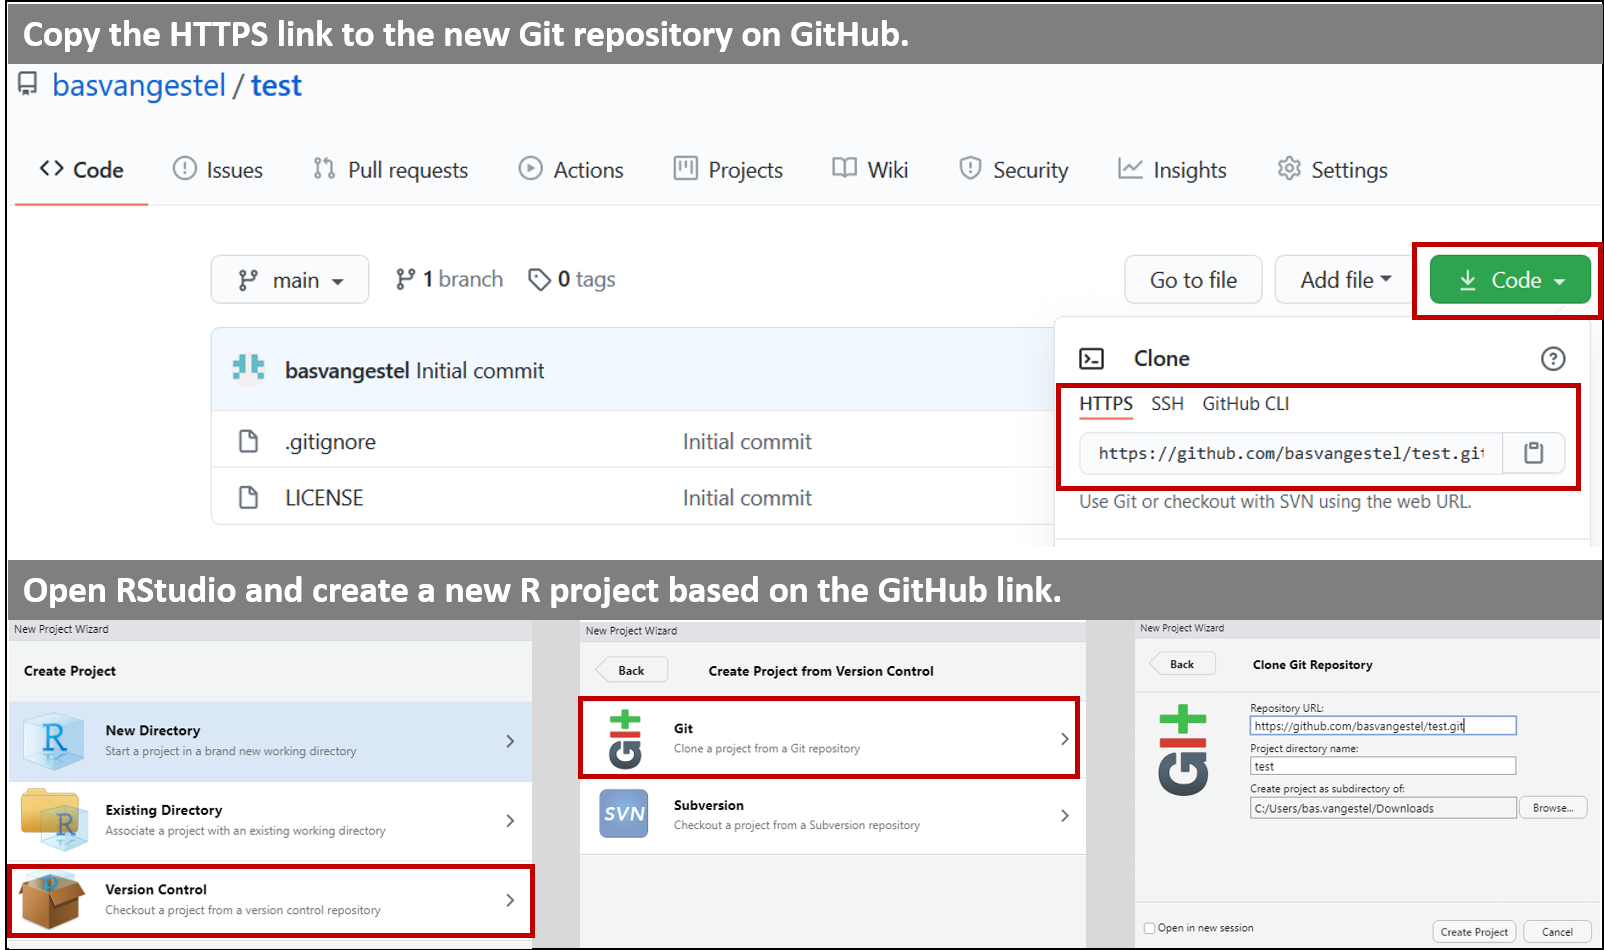 Copy the HTTPS link to the new Git repository on GitHub.
basvangestel / test
Code Issues Pull requests Actions Projects Wiki Security Insights Settings
main 1 branch 0 tags Go to file Add file Code
basvangestel Initial commit
Clone
HTTPS SSH GitHub CLI
.gitignore Initial commit
https://github.com/basvangestel/test.git
LICENSE Initial commit
Use Git or checkout with SVN using the web URL.
Open RStudio and create a new R project based on the GitHub link.
New Project Wizard
Create Project
R
New Directory
Start a project in a brand new working directory
R
Existing Directory
Associate a project with an existing working directory
R
Version Control
Checkout a project from a version control repository
New Project Wizard
Back
Create Project from Version Control
git
Git
Clone a project from a Git repository
SVN
Subversion
Checkout a project from a Subversion repository
New Project Wizard
Back
Clone Git Repository
git
Repository URL:
https://github.com/basvangestel/test.git
Project directory name:
test
Create project as subdirectory of:
C:/Users/bas.vangestel/Downloads
Browse...
Open in new session
Create Project
Cancel